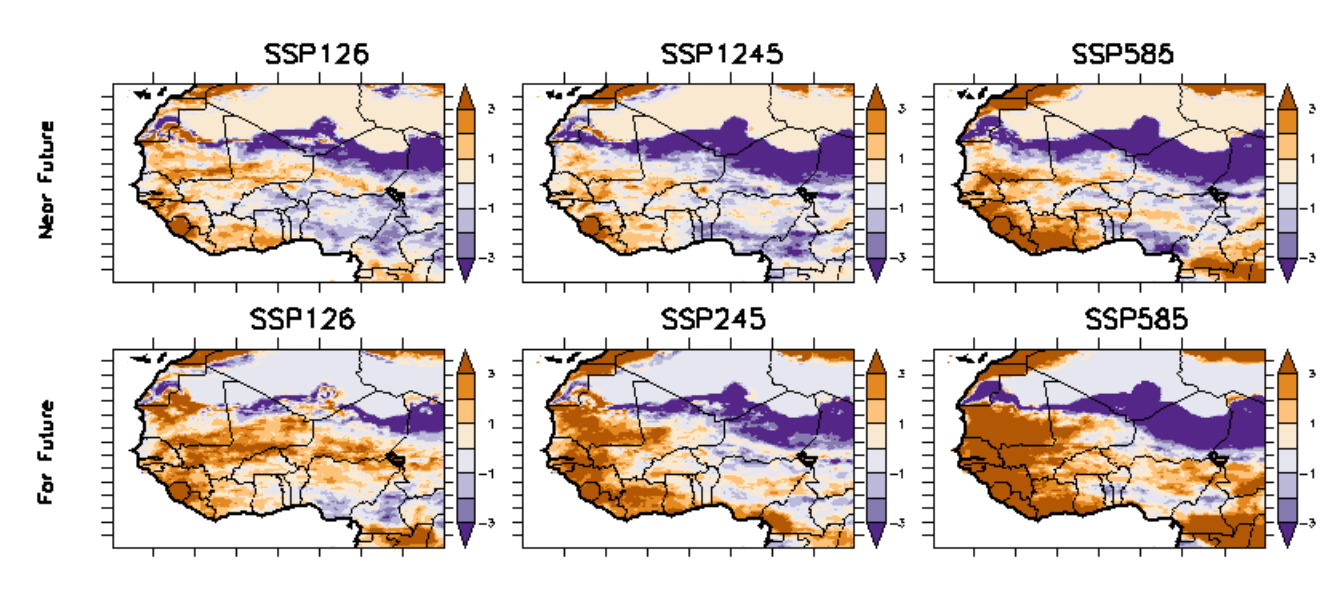 SSP126 SSP1245 SSP585
Near Future
3 3 3
1 1 1
-1 -1 -1
-3 -3 -3
SSP126 SSP245 SSP585
Far Future
3 3 3
1 1 1
-1 -1 -1
-3 -3 -3